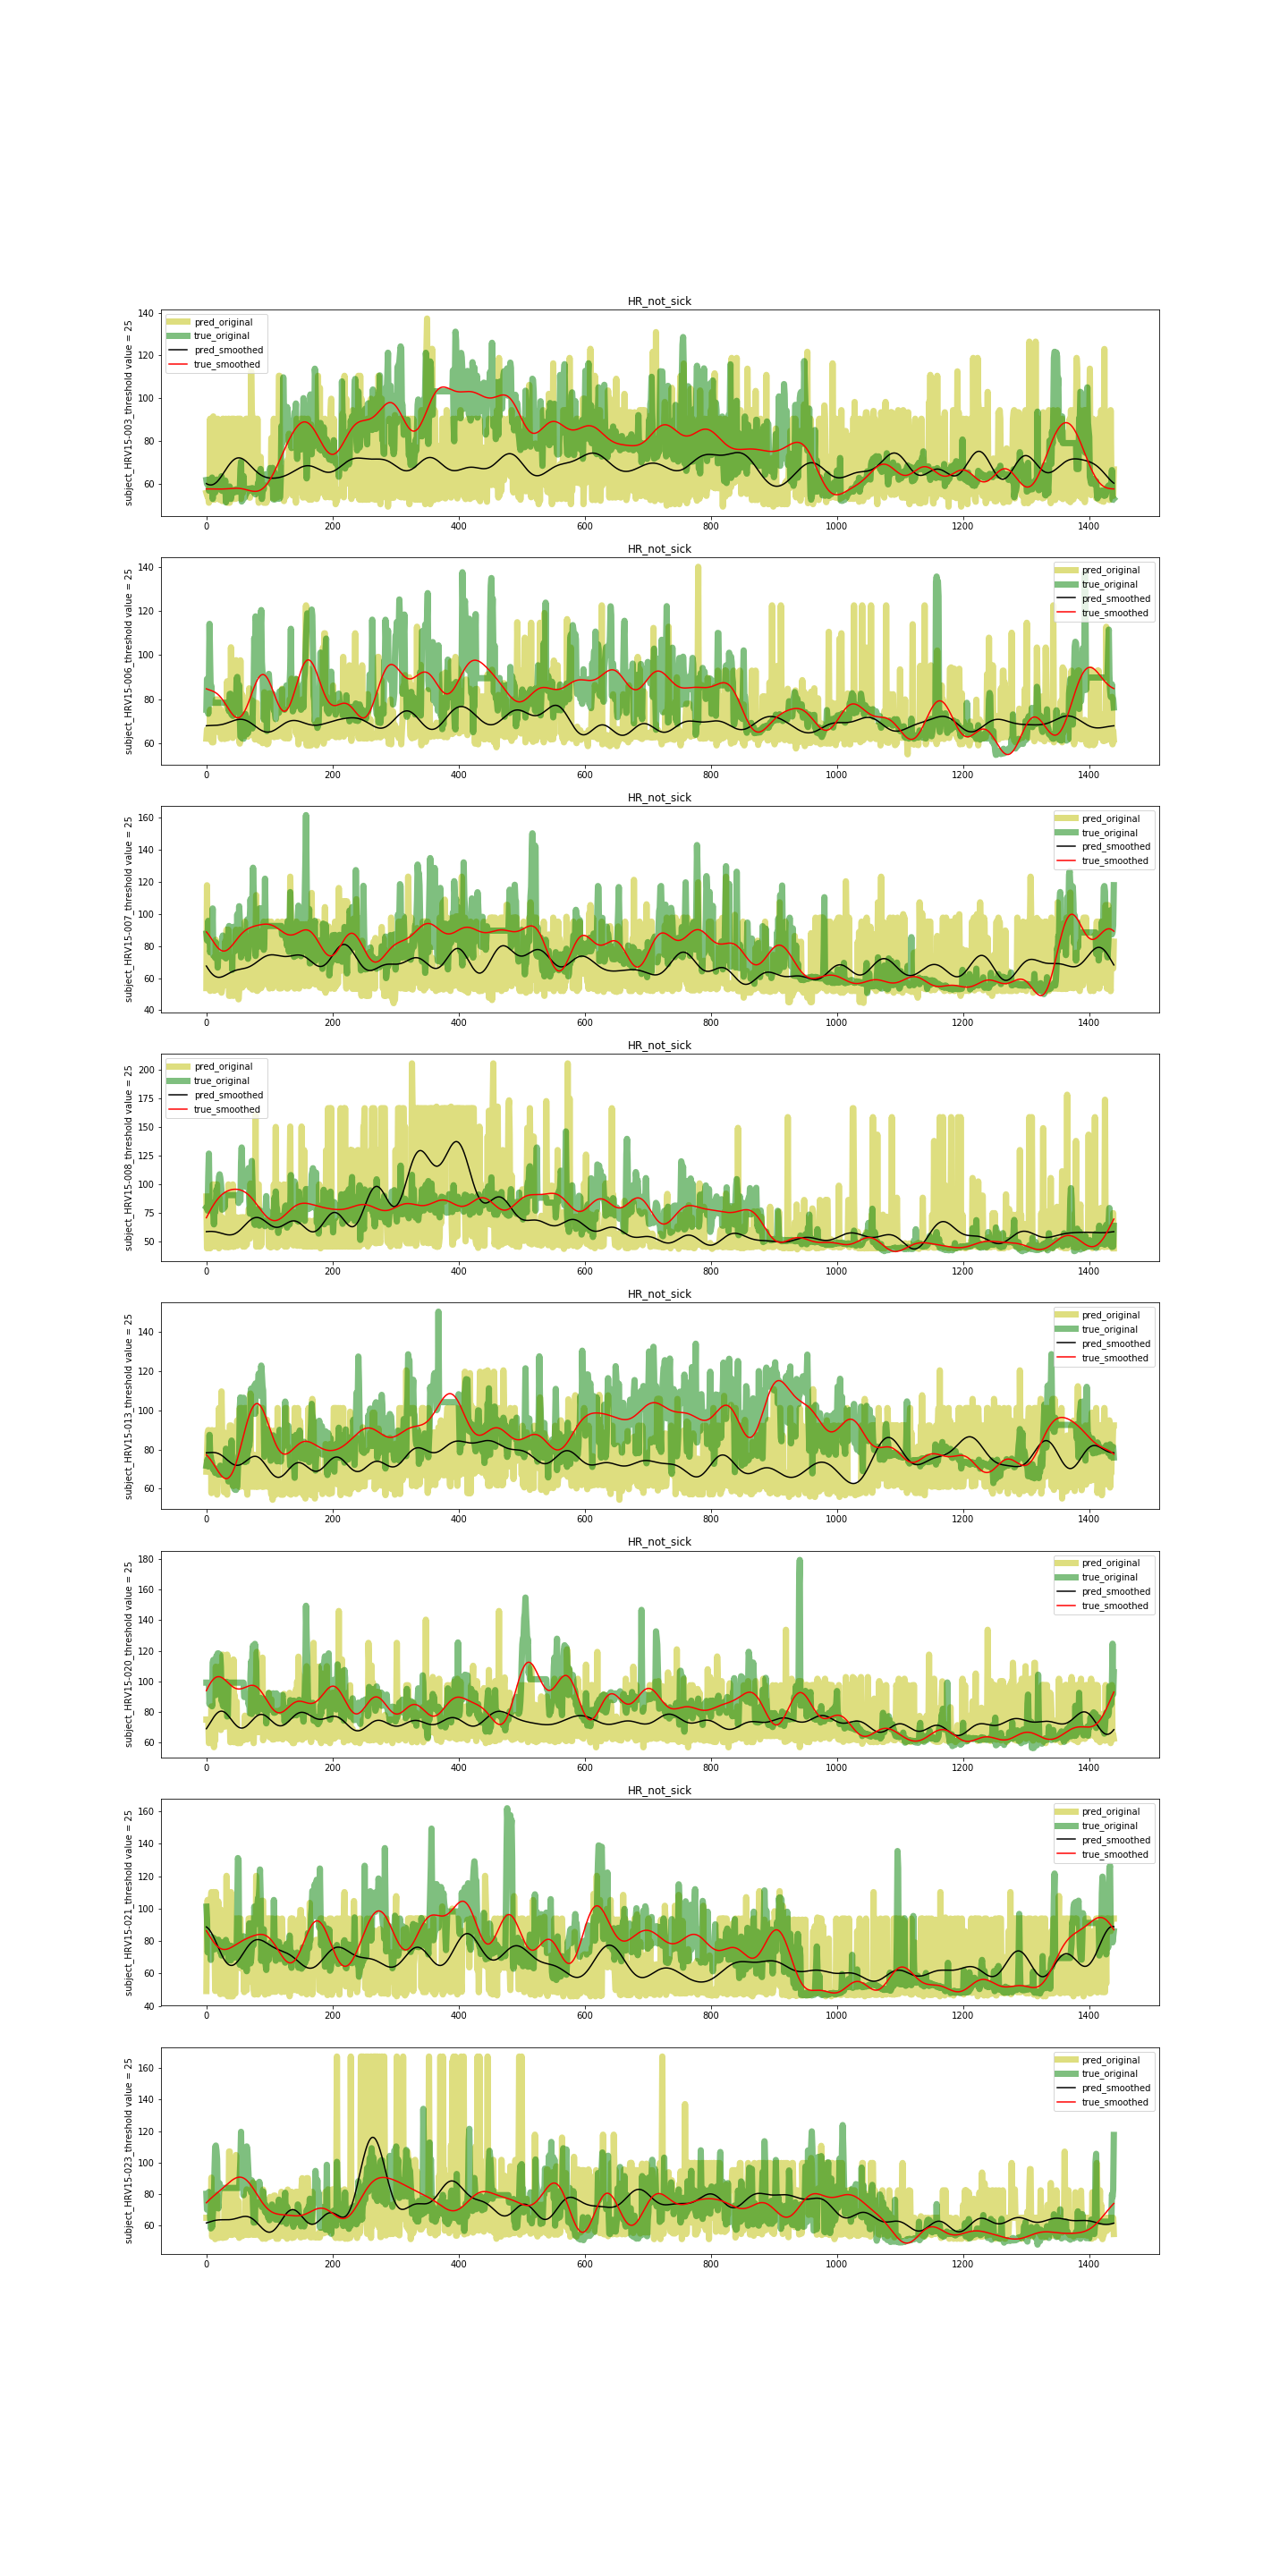 HR_not_sick
subject_HRV15-003_threshold value = 25
140
120
100
80
60
pred_original
true_original
pred_smoothed
true_smoothed
0 200 400 600 800 1000 1200 1400
HR_not_sick
subject_HRV15-006_threshold value = 25
140
120
100
80
60
pred_original
true_original
pred_smoothed
true_smoothed
0 200 400 600 800 1000 1200 1400
HR_not_sick
subject_HRV15-007_threshold value = 25
160
140
120
100
80
60
40
pred_original
true_original
pred_smoothed
true_smoothed
0 200 400 600 800 1000 1200 1400
HR_not_sick
subject_HRV15-008_threshold value = 25
200
175
150
125
100
75
50
pred_original
true_original
pred_smoothed
true_smoothed
0 200 400 600 800 1000 1200 1400
HR_not_sick
subject_HRV15-013_threshold value = 25
140
120
100
80
60
pred_original
true_original
pred_smoothed
true_smoothed
0 200 400 600 800 1000 1200 1400
HR_not_sick
subject_HRV15-020_threshold value = 25
180
160
140
120
100
80
60
pred_original
true_original
pred_smoothed
true_smoothed
0 200 400 600 800 1000 1200 1400
HR_not_sick
subject_HRV15-021_threshold value = 25
160
140
120
100
80
60
40
pred_original
true_original
pred_smoothed
true_smoothed
0 200 400 600 800 1000 1200 1400
subject_HRV15-023_threshold value = 25
160
140
120
100
80
60
pred_original
true_original
pred_smoothed
true_smoothed
0 200 400 600 800 1000 1200 1400